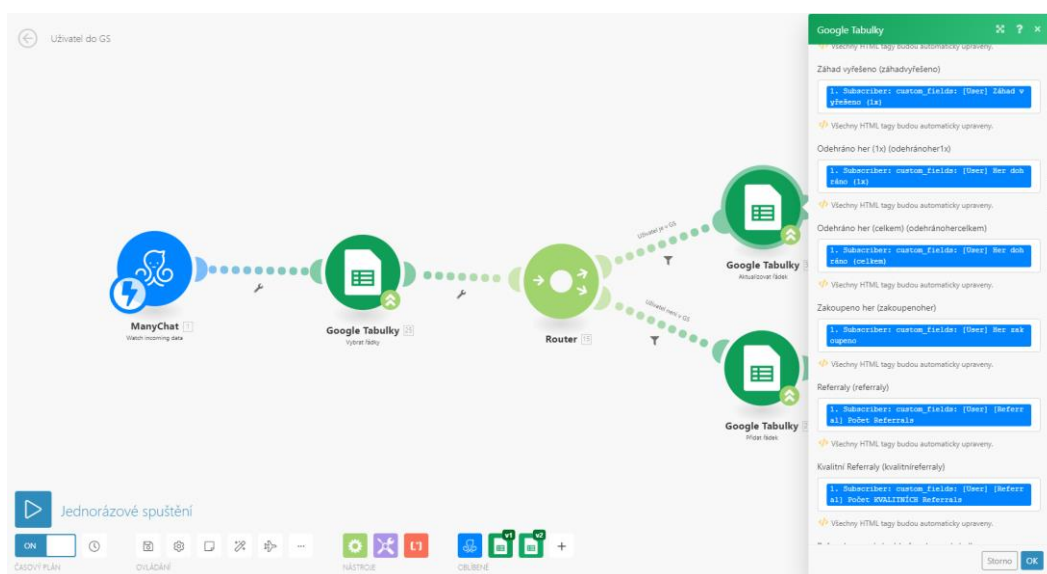 Uživatel do GS
ManyChat 1
Watch incoming data
Google Tabulky 25
Vybrat řádky
Router 15
Uživatel je v GS
Uživatel není v GS
Google Tabulky
Aktualizovat řádek
Google Tabulky
Přidat řádek
Jednorázové spuštění
ON
ČASOVÝ PLÁN
OVLÁDÁNÍ
NÁSTROJE
v1
v2
OBLÍBENÉ
Google Tabulky
Všechny HTML tagy budou automaticky upraveny.
Záhad vyřešeno (záhadvyřešeno)
1. Subscriber: custom_fields: [User] Záhad v
yřešeno (1x)
Všechny HTML tagy budou automaticky upraveny.
Odehráno her (1x) (odehránoher1x)
1. Subscriber: custom_fields: [User] Her doh
ráno (1x)
Všechny HTML tagy budou automaticky upraveny.
Odehráno her (celkem) (odehránohercelkem)
1. Subscriber: custom_fields: [User] Her doh
ráno (celkem)
Všechny HTML tagy budou automaticky upraveny.
Zakoupeno her (zakoupenoher)
1. Subscriber: custom_fields: [User] Her zak
oupeno
Všechny HTML tagy budou automaticky upraveny.
Referraly (referraly)
1. Subscriber: custom_fields: [User] [Referr
al] Počet Referrals
Všechny HTML tagy budou automaticky upraveny.
Kvalitní Referraly (kvalitníreferraly)
1. Subscriber: custom_fields: [User] [Referr
al] Počet KVALITNÍCH Referrals
Všechny HTML tagy budou automaticky upraveny.
Storno
OK